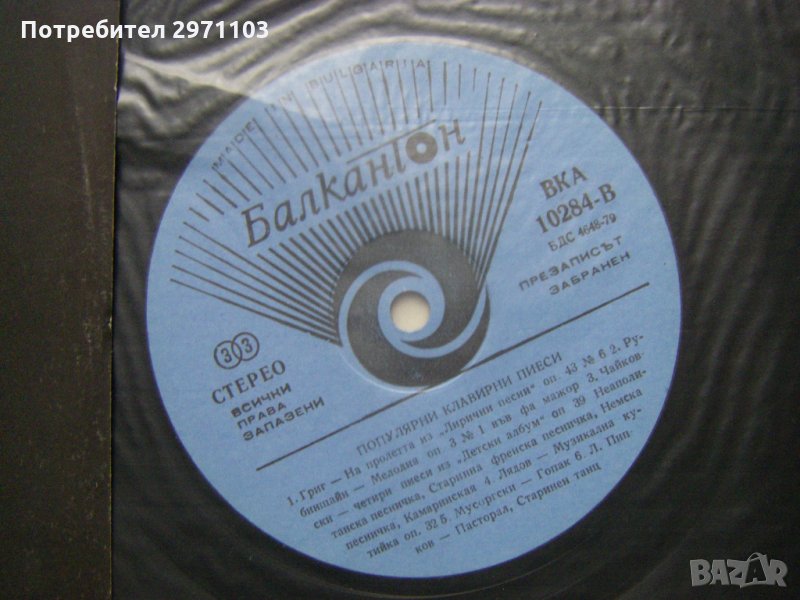 Потребител 2971103
MADE IN BULGARIA
Балкантон
ВКА
10284-В
БДС 4648-79
ПРЕЗАПИСЪТ
ЗАБРАНЕН
33
СТЕРЕО
ВСИЧКИ
ПРАВА
ЗАПАЗЕНИ
ПОПУЛЯРНИ КЛАВИРНИ ПИЕСИ
1. Григ — На пролетта из „Лирични песни" оп. 43 № 6 2. Ру-
бинщайн — Мелодия оп. 3 № 1 във фа мажор 3. Чайков-
ски — четири пиеси из „Детски албум" оп 39 Неаполи-
танска песничка, Старинна френска песничка, Немска
песничка, Камаринская 4. Лядов — Музикална ку-
тийка оп. 32 5. Мусоргски — Гопак 6. Л. Пип-
ков — Пасторал, Старинен танц
BAZAR